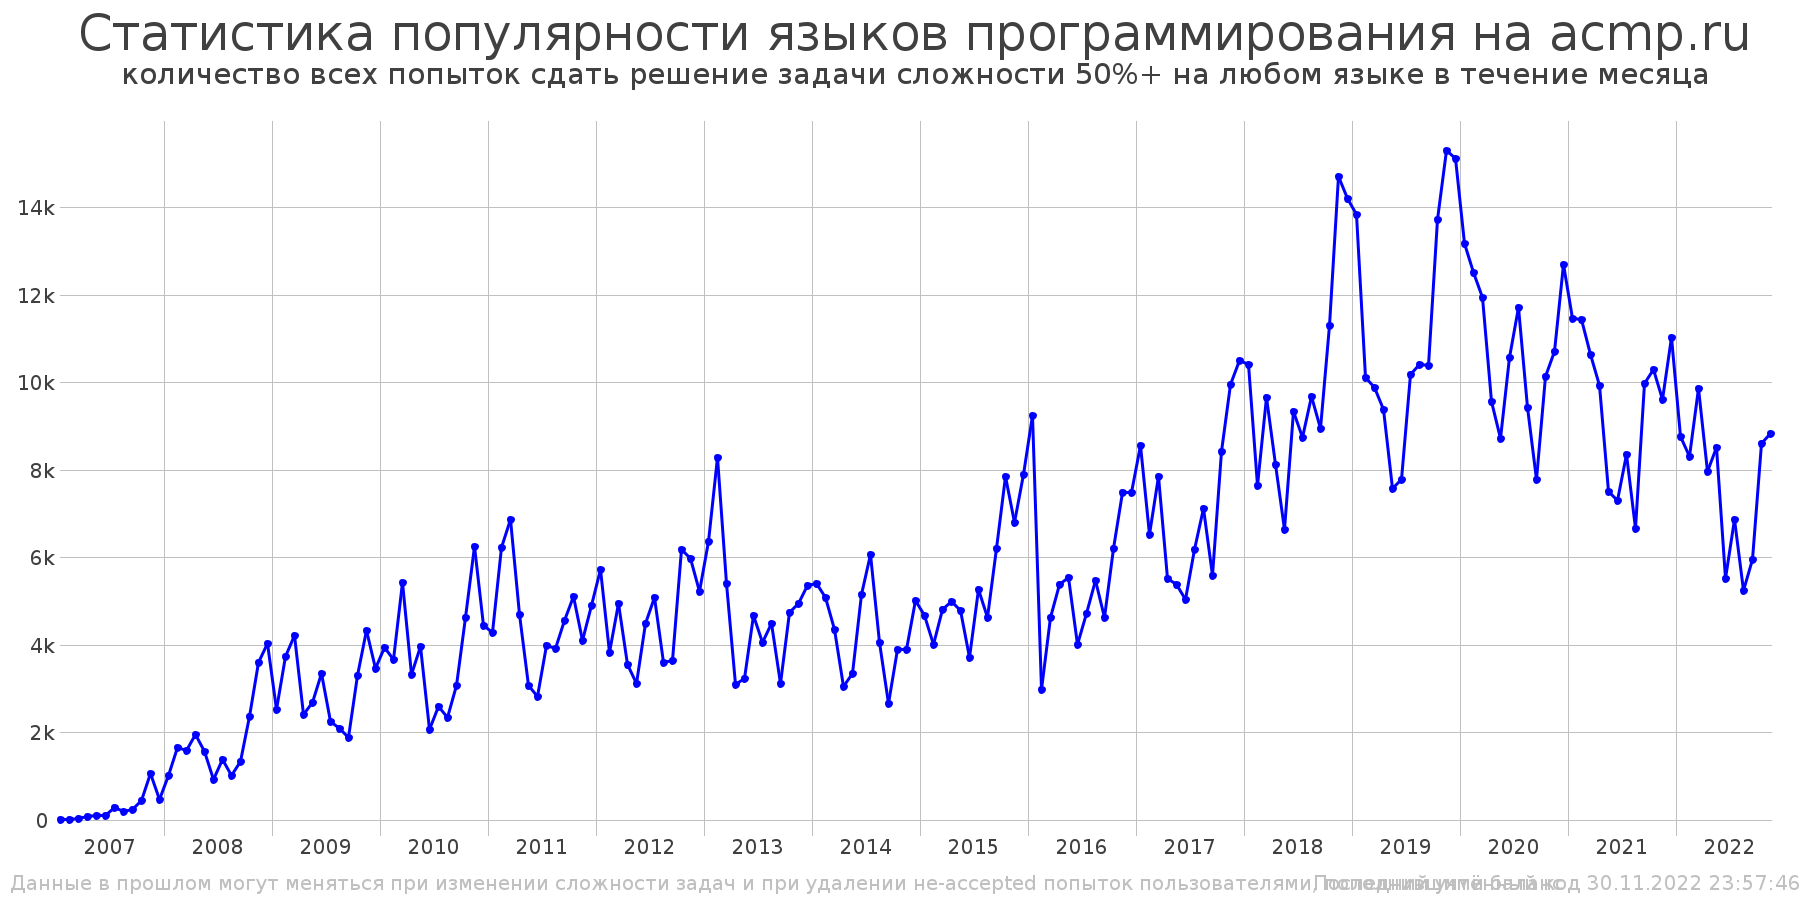 Статистика популярности языков программирования на acmp.ru
количество всех попыток сдать решение задачи сложности 50%+ на любом языке в течение месяца
14k
12k
10k
8k
6k
4k
2k
0
2007 2008 2009 2010 2011 2012 2013 2014 2015 2016 2017 2018 2019 2020 2021 2022
Данные в прошлом могут меняться при изменении сложности задач и при удалении не-accepted попыток пользователями, код 30.11.2022 23:57:46